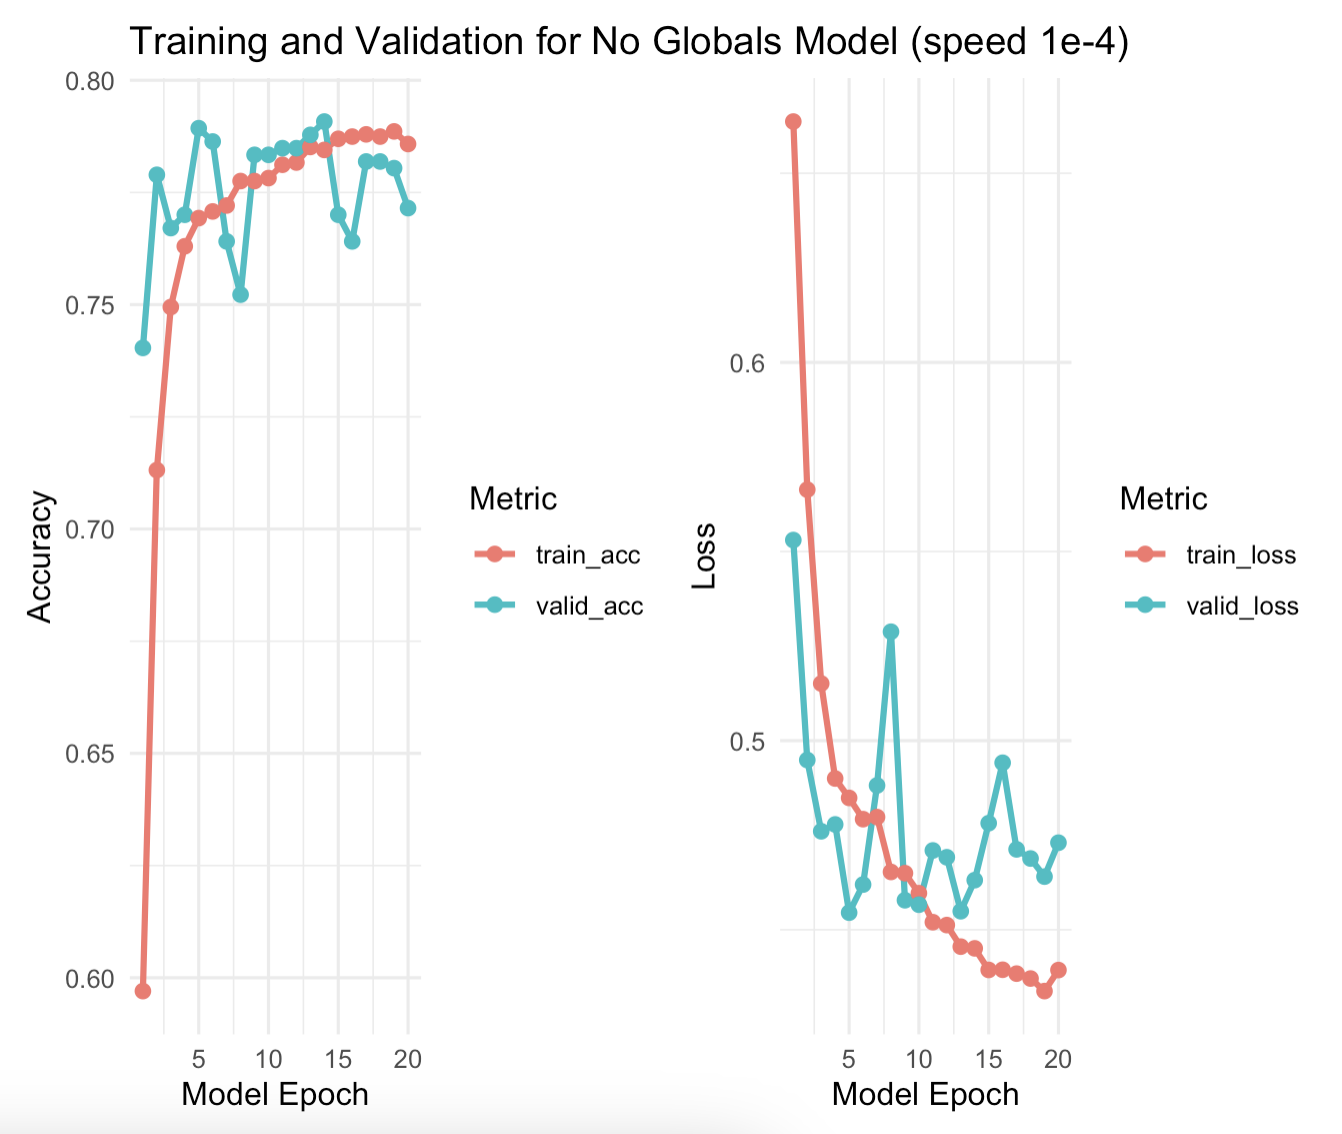 Training and Validation for No Globals Model (speed 1e-4)
0.80
0.75
0.70
0.65
0.60
Accuracy
5 10 15 20
Model Epoch
Metric
train_acc
valid_acc
0.6
0.5
Loss
5 10 15 20
Model Epoch
Metric
train_loss
valid_loss